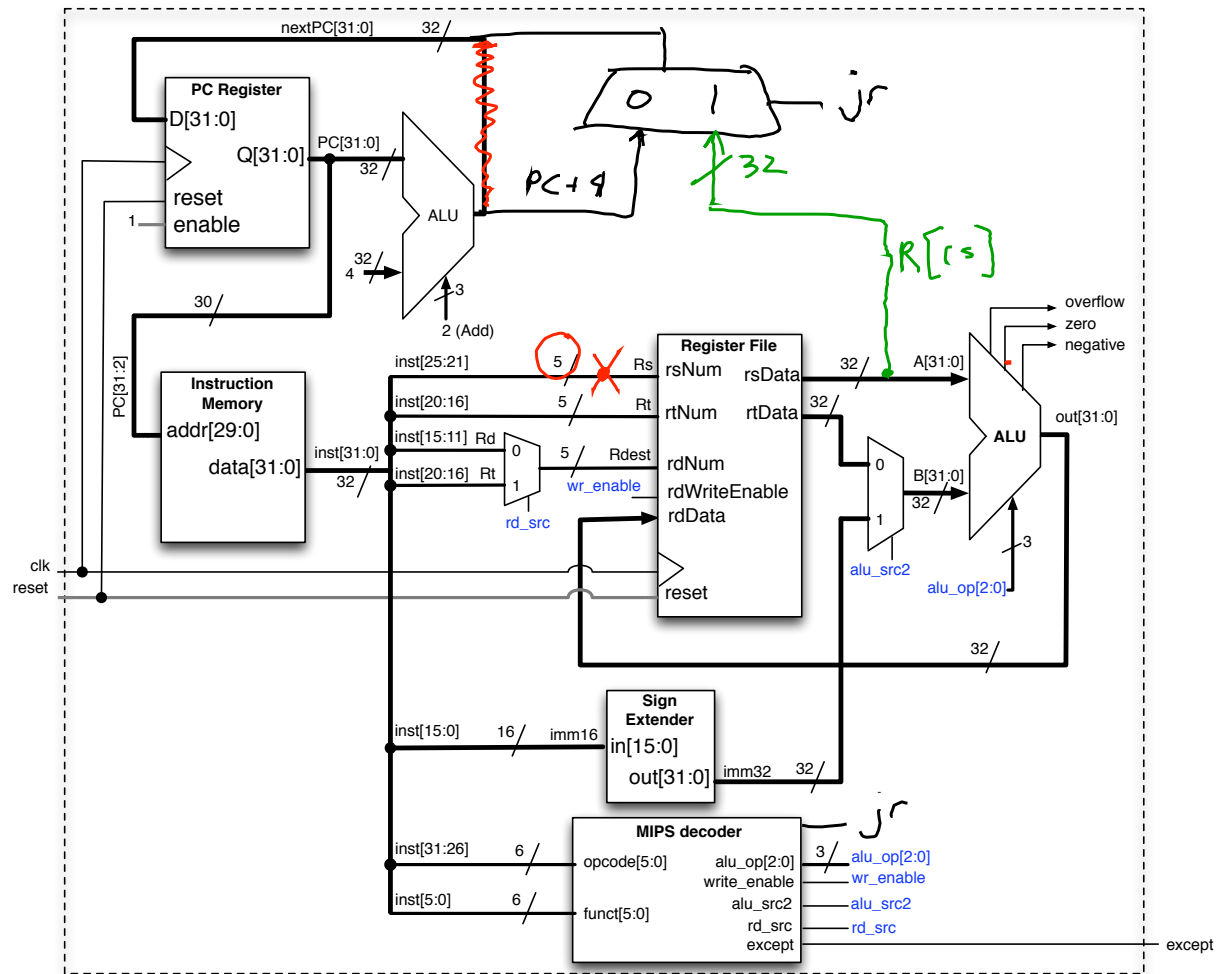 nextPC[31:0] 32
PC Register
D[31:0]
Q[31:0]
reset
enable
1
PC[31:0]
32
ALU
32
4
3
2 (Add)
PC+4
0 1
jr
32
R[rs]
30
PC[31:2]
Instruction
Memory
addr[29:0]
data[31:0]
inst[31:0]
32
inst[25:21] 5 Rs
inst[20:16] 5 Rt
inst[15:11] Rd 0
inst[20:16] Rt 1
5 Rdest
wr_enable
rd_src
Register File
rsNum rsData
rtNum rtData
rdNum
rdWriteEnable
rdData
reset
32 A[31:0]
32
0
1
B[31:0]
32
alu_src2
ALU
overflow
zero
negative
out[31:0]
3
alu_op[2:0]
32
clk
reset
Sign
Extender
in[15:0]
out[31:0]
inst[15:0] 16 imm16
imm32 32
jr
MIPS decoder
inst[31:26] 6 opcode[5:0]
inst[5:0] 6 funct[5:0]
alu_op[2:0] 3 alu_op[2:0]
write_enable wr_enable
alu_src2 alu_src2
rd_src rd_src
except except